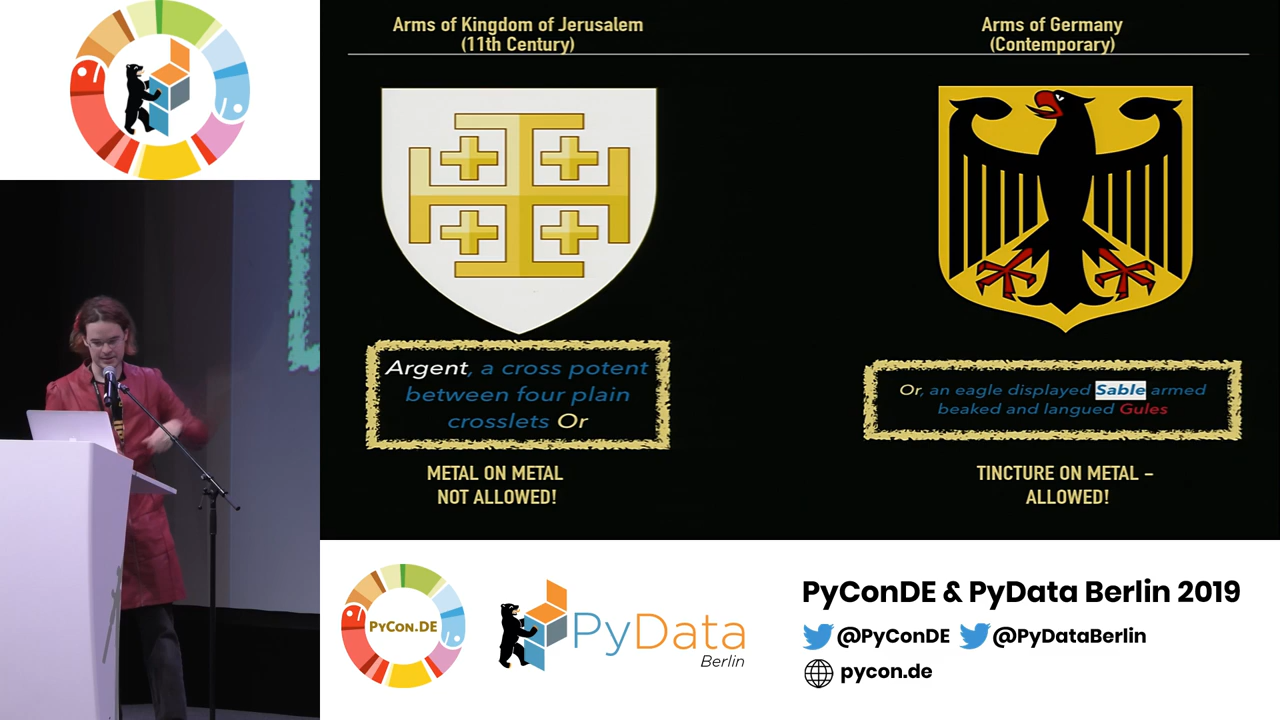 Arms of Kingdom of Jerusalem
(11th Century)
Arms of Germany
(Contemporary)
Argent, a cross potent
between four plain
crosslets Or
Or, an eagle displayed Sable armed
beaked and langued Gules
METAL ON METAL
NOT ALLOWED!
TINCTURE ON METAL –
ALLOWED!
PyCon.DE
PyData
Berlin
PyConDE & PyData Berlin 2019
@PyConDE @PyDataBerlin
pycon.de